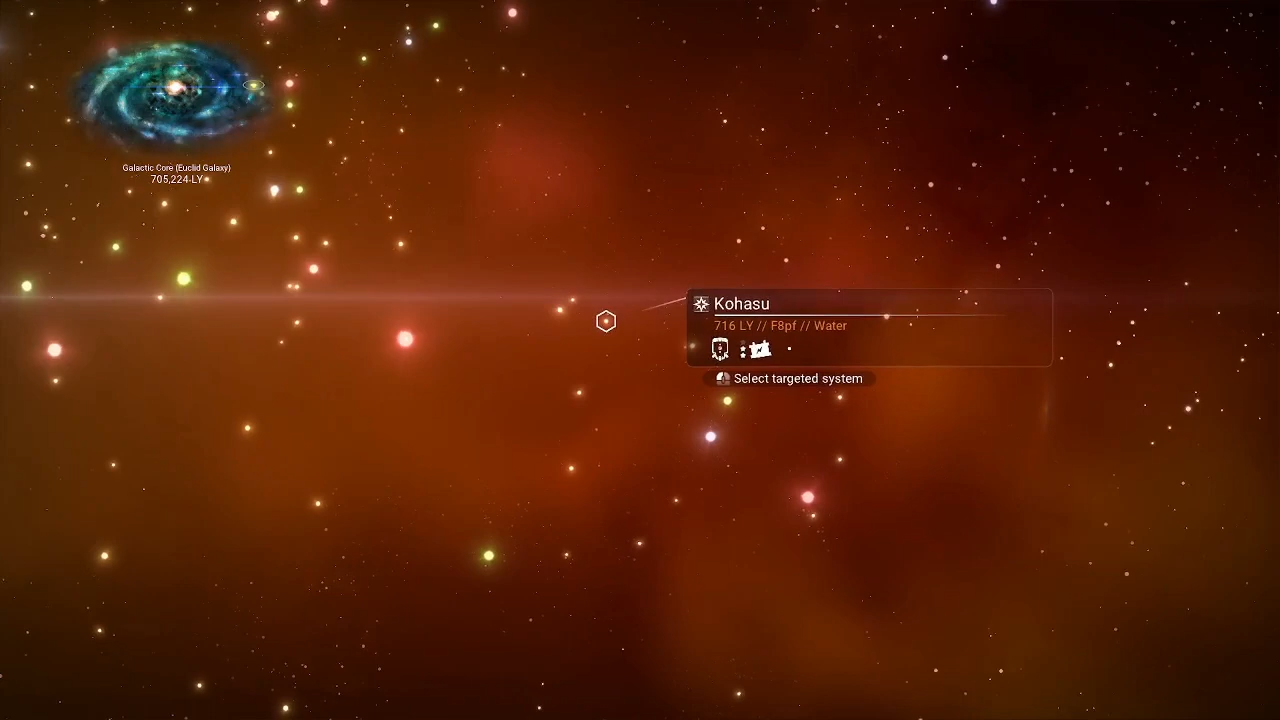 Galactic Core (Euclid Galaxy)
705,224 LY
Kohasu
716 LY // F8pf // Water
Select targeted system